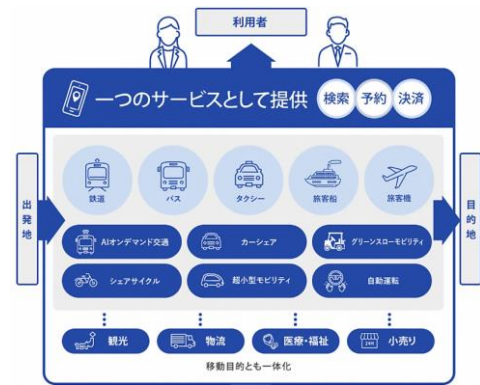 利用者
一つのサービスとして提供
検索
予約
決済
出発地
目的地
鉄道
バス
タクシー
旅客船
旅客機
AIオンデマンド交通
カーシェア
グリーンスローモビリティ
シェアサイクル
超小型モビリティ
自動運転
観光
物流
医療・福祉
24H
小売り
移動目的とも一体化